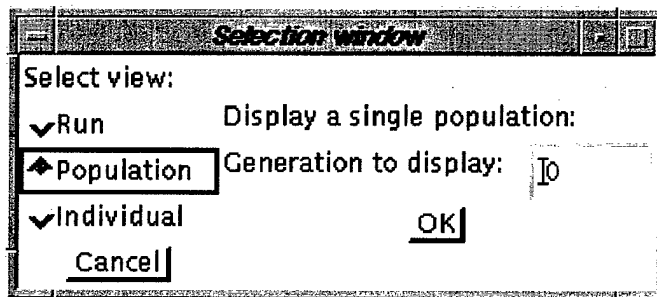 Selection window
Select view:
Run
Display a single population:
Population
Generation to display:
0
Individual
OK
Cancel